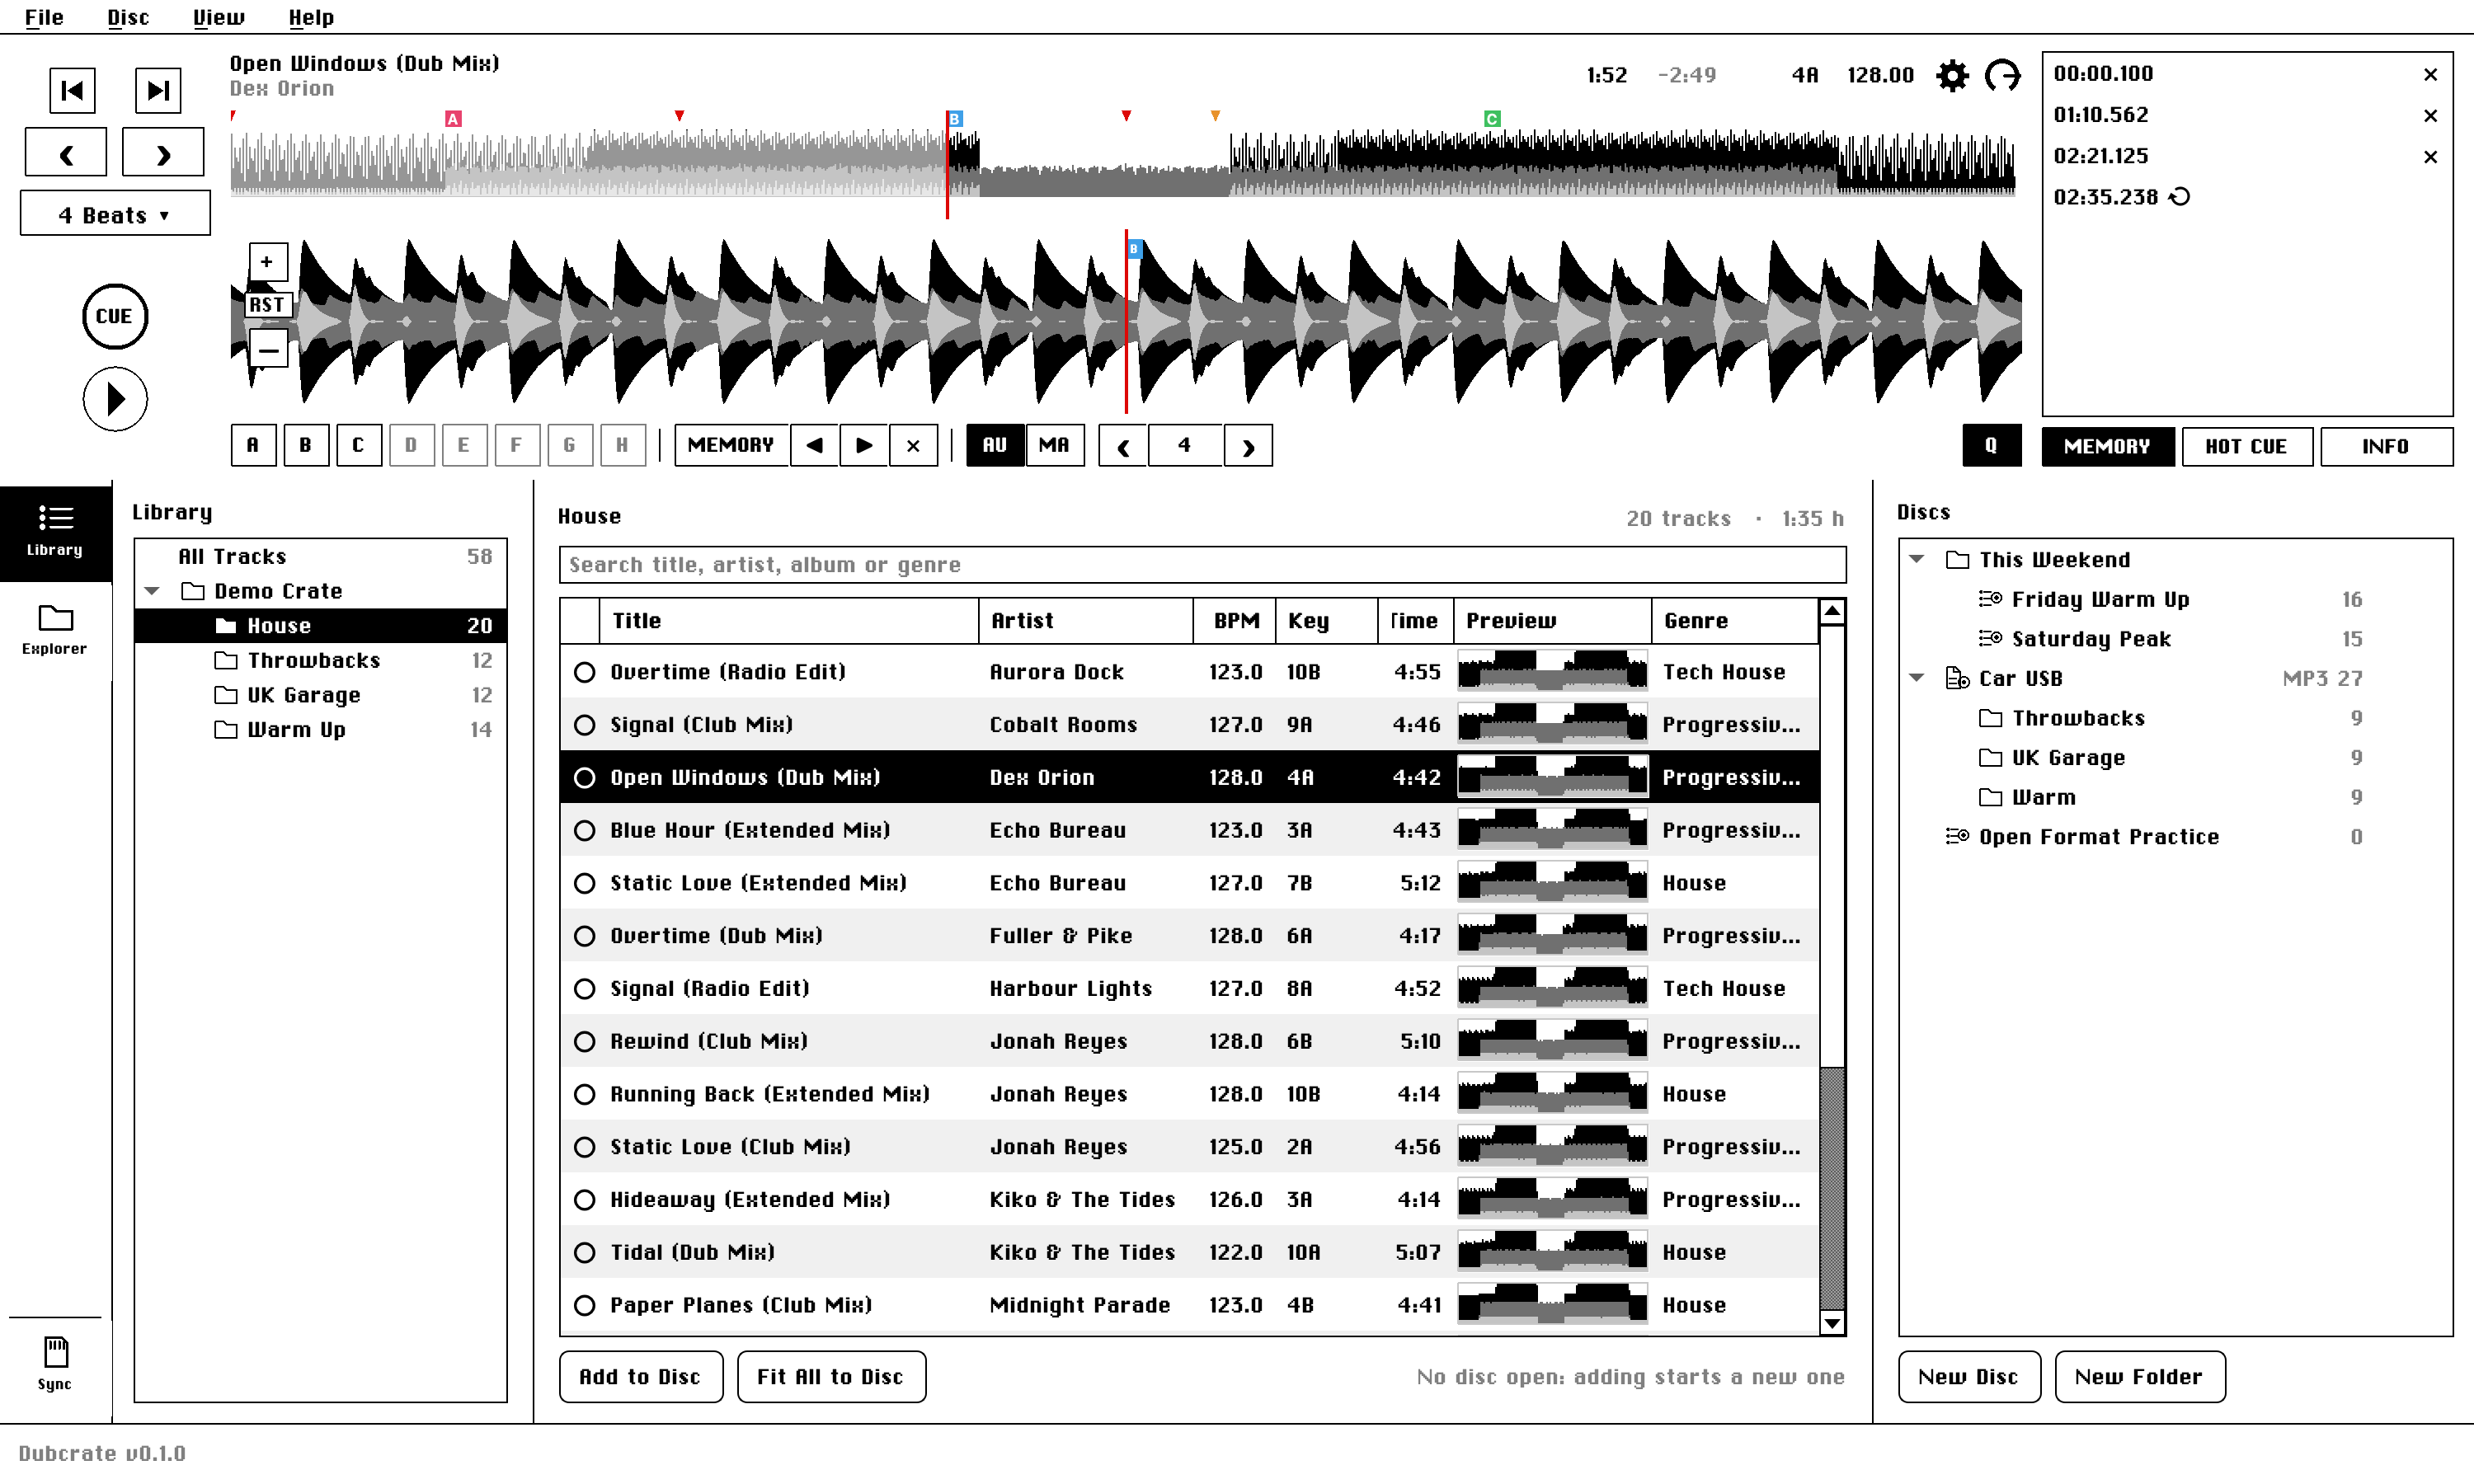 File Disc View Help
Open Windows (Dub Mix)
Dex Orion
1:52 -2:49 4A 128.00
A B C
4 Beats
B
+
RST
−
CUE
A B C D E F G H MEMORY × AU MA 4 Q
00:00.100 ×
01:10.562 ×
02:21.125 ×
02:35.238
MEMORY HOT CUE INFO
Library
Explorer
Sync
Library
All Tracks 58
Demo Crate
House 20
Throwbacks 12
UK Garage 12
Warm Up 14
House 20 tracks · 1:35 h
Search title, artist, album or genre
Title Artist BPM Key Time Preview Genre
Overtime (Radio Edit) Aurora Dock 123.0 10B 4:55 Tech House
Signal (Club Mix) Cobalt Rooms 127.0 9A 4:46 Progressiv...
Open Windows (Dub Mix) Dex Orion 128.0 4A 4:42 Progressiv...
Blue Hour (Extended Mix) Echo Bureau 123.0 3A 4:43 Progressiv...
Static Love (Extended Mix) Echo Bureau 127.0 7B 5:12 House
Overtime (Dub Mix) Fuller & Pike 128.0 6A 4:17 Progressiv...
Signal (Radio Edit) Harbour Lights 127.0 8A 4:52 Tech House
Rewind (Club Mix) Jonah Reyes 128.0 6B 5:10 Progressiv...
Running Back (Extended Mix) Jonah Reyes 128.0 10B 4:14 House
Static Love (Club Mix) Jonah Reyes 125.0 2A 4:56 Progressiv...
Hideaway (Extended Mix) Kiko & The Tides 126.0 3A 4:14 Progressiv...
Tidal (Dub Mix) Kiko & The Tides 122.0 10A 5:07 House
Paper Planes (Club Mix) Midnight Parade 123.0 4B 4:41 House
Add to Disc Fit All to Disc No disc open: adding starts a new one
Discs
This Weekend
Friday Warm Up 16
Saturday Peak 15
Car USB MP3 27
Throwbacks 9
UK Garage 9
Warm 9
Open Format Practice 0
New Disc New Folder
Dubcrate v0.1.0